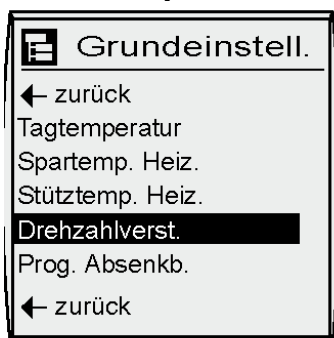 Grundeinstell.
← zurück
Tagtemperatur
Spartemp. Heiz.
Stütztemp. Heiz.
Drehzahlverst.
Prog. Absenkb.
← zurück